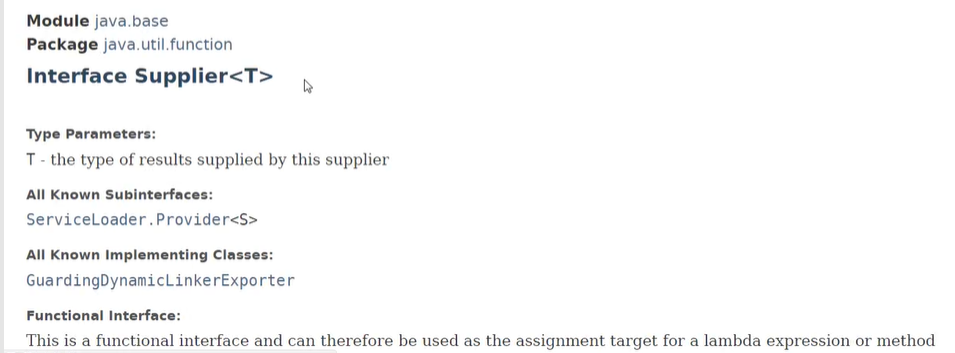 Module java.base
Package java.util.function
Interface Supplier<T>
Type Parameters:
T - the type of results supplied by this supplier
All Known Subinterfaces:
ServiceLoader.Provider<S>
All Known Implementing Classes:
GuardingDynamicLinkerExporter
Functional Interface:
This is a functional interface and can therefore be used as the assignment target for a lambda expression or method